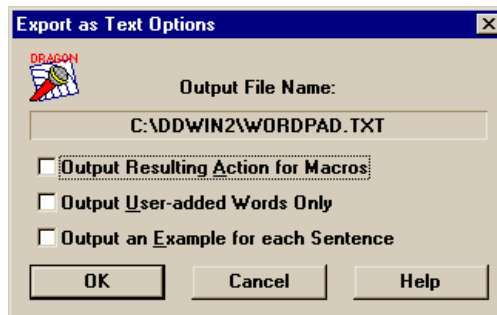 Export as Text Options
DRAGON
Output File Name:
C:\DDWIN2\WORDPAD.TXT
Output Resulting Action for Macros
Output User-added Words Only
Output an Example for each Sentence
OK Cancel Help